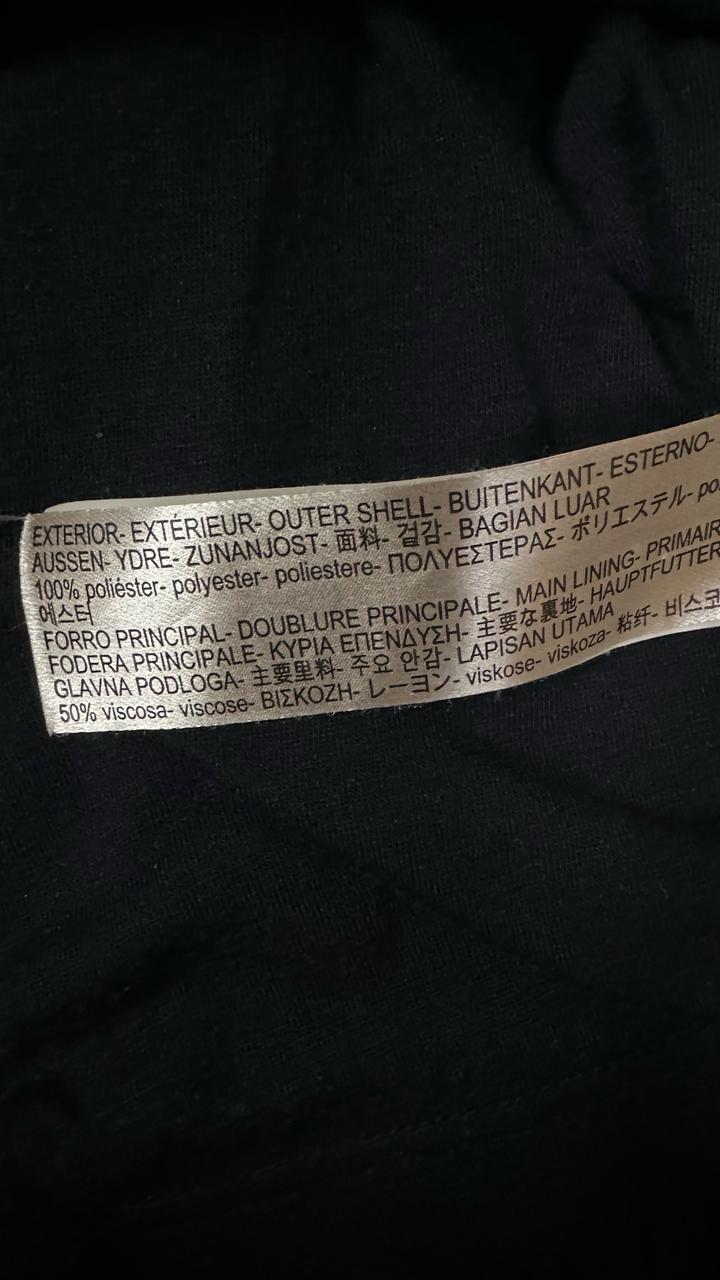 EXTERIOR- EXTÉRIEUR- OUTER SHELL- BUITENKANT- ESTERNO-
AUSSEN- YDRE- ZUNANJOST- 面料- 겉감- BAGIAN LUAR
100% poliéster- polyester- poliestere- ΠΟΛΥΕΣΤΕΡΑΣ- ポリエステル- po
에스터
FORRO PRINCIPAL- DOUBLURE PRINCIPALE- MAIN LINING- PRIMAIR
FODERA PRINCIPALE- ΚΥΡΙΑ ΕΠΕΝΔΥΣΗ- 主要な裏地- HAUPTFUTTER
GLAVNA PODLOGA- 主要里料- 주요 안감- LAPISAN UTAMA
50% viscosa- viscose- ΒΙΣΚΟΖΗ- レーヨン- viskose- viskoza- 粘纤- 비스코